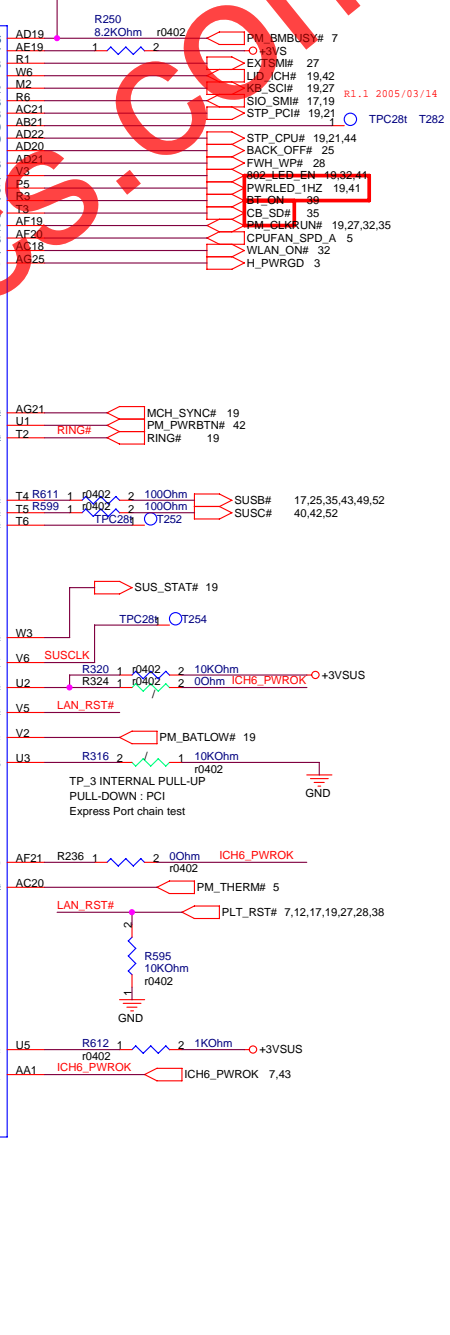 R250
8.2KOhm r0402
AD19 PM_BMBUSY# 7
AE19 1 2 +3VS
R1 EXTSMI# 27
W6 LID_ICH# 19,42
M2 KB_SCI# 19,27
R6 SIO_SMI# 17,19
R1.1 2005/03/14
AC21 STP_PCI# 19,21
AB21 1 TPC28t T282
AD22 STP_CPU# 19,21,44
AD20 BACK_OFF# 25
AD21 FWH_WP# 28
V3 802_LED_EN 19,32,41
P5 PWRLED_1HZ 19,41
R3 BT_ON 39
T3 CB_SD# 35
AF19 PM_CLKRUN# 19,27,32,35
AF20 CPUFAN_SPD_A 5
AC18 WLAN_ON# 32
AG25 H_PWRGD 3
s.com
AG21 MCH_SYNC# 19
U1 PM_PWRBTN# 42
T2 RING# RING# 19
T4 R611 1 r0402 2 100Ohm SUSB# 17,25,35,43,49,52
T5 R599 1 r0402 2 100Ohm SUSC# 40,42,52
T6 TPC28t 1 T252
SUS_STAT# 19
TPC28t 1 T254
W3
V6 SUSCLK
R320 1 r0402 2 10KOhm +3VSUS
U2 R324 1 r0402 2 0Ohm ICH6_PWROK
V5 LAN_RST#
V2 PM_BATLOW# 19
U3 R316 2 1 10KOhm
r0402
TP_3 INTERNAL PULL-UP
PULL-DOWN : PCI
Express Port chain test
GND
AF21 R236 1 2 0Ohm ICH6_PWROK
r0402
AC20 PM_THERM# 5
LAN_RST# PLT_RST# 7,12,17,19,27,28,38
2
R595
10KOhm
r0402
1
GND
U5 R612 1 2 1KOhm +3VSUS
r0402
AA1 ICH6_PWROK ICH6_PWROK 7,43